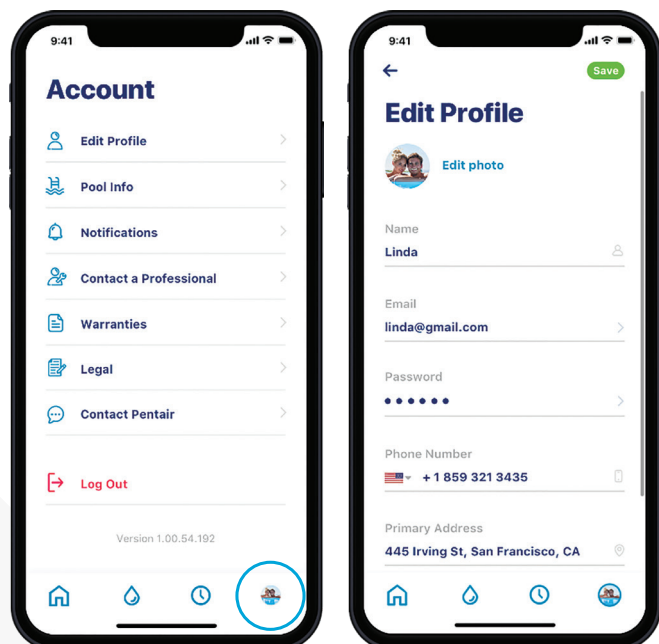 9:41
Account
Edit Profile
Pool Info
Notifications
Contact a Professional
Warranties
Legal
Contact Pentair
Log Out
Version 1.00.54.192
9:41
Save
Edit Profile
Edit photo
Name
Linda
Email
linda@gmail.com
Password
Phone Number
+ 1 859 321 3435
Primary Address
445 Irving St, San Francisco, CA